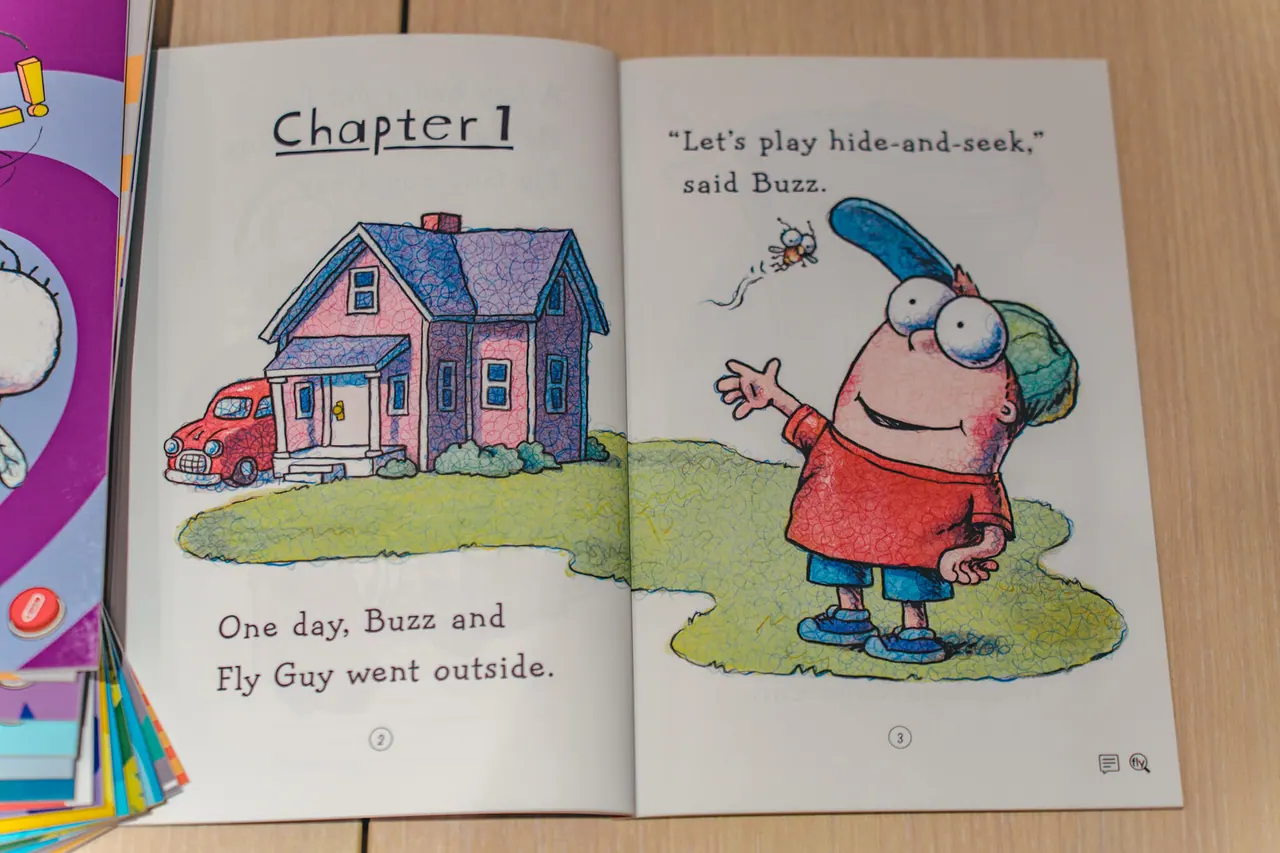 Chapter 1
One day, Buzz and
Fly Guy went outside.
2
“Let’s play hide-and-seek,”
said Buzz.
3
fly